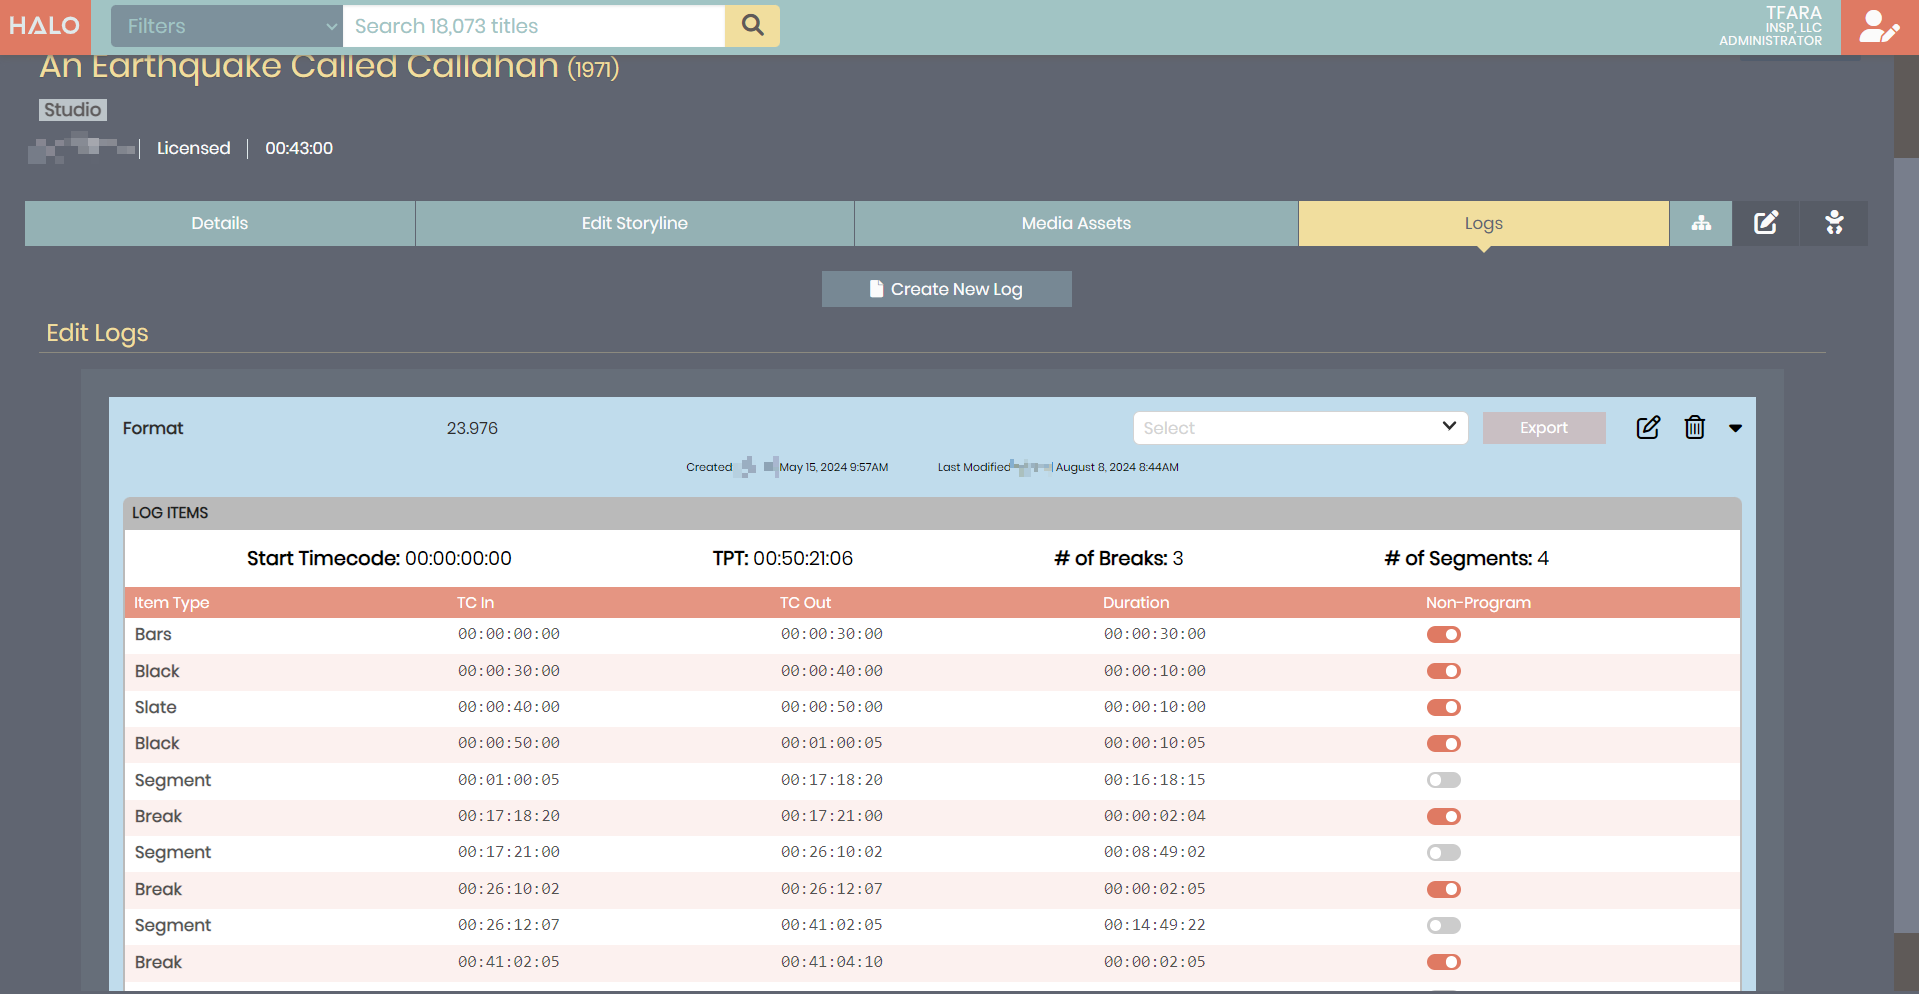 HALO
Filters
Search 18,073 titles
TFARA
INSP, LLC
ADMINISTRATOR
An Earthquake Called Callahan (1971)
Studio
Licensed 00:43:00
Details Edit Storyline Media Assets Logs
Create New Log
Edit Logs
Format 23.976 Select Export
Created May 15, 2024 9:57AM Last Modified August 8, 2024 8:44AM
LOG ITEMS
Start Timecode: 00:00:00:00 TPT: 00:50:21:06 # of Breaks: 3 # of Segments: 4
Item Type TC In TC Out Duration Non-Program
Bars 00:00:00:00 00:00:30:00 00:00:30:00
Black 00:00:30:00 00:00:40:00 00:00:10:00
Slate 00:00:40:00 00:00:50:00 00:00:10:00
Black 00:00:50:00 00:01:00:05 00:00:10:05
Segment 00:01:00:05 00:17:18:20 00:16:18:15
Break 00:17:18:20 00:17:21:00 00:00:02:04
Segment 00:17:21:00 00:26:10:02 00:08:49:02
Break 00:26:10:02 00:26:12:07 00:00:02:05
Segment 00:26:12:07 00:41:02:05 00:14:49:22
Break 00:41:02:05 00:41:04:10 00:00:02:05